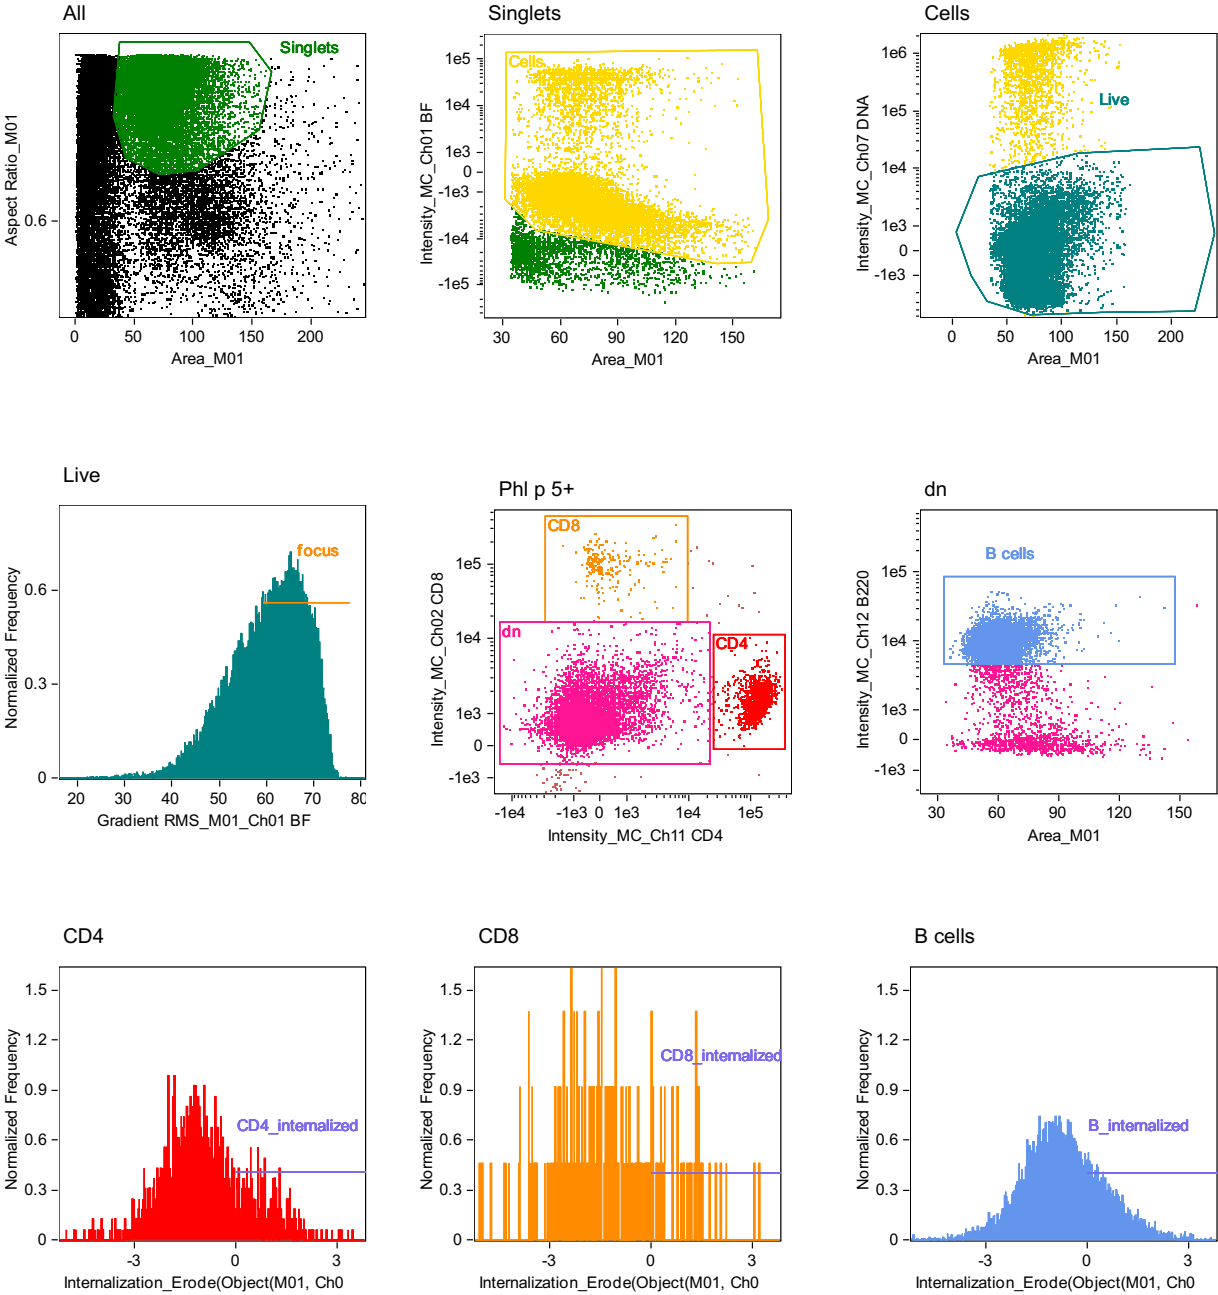 All
Singlets
Cells
Singlets
Aspect Ratio_M01
0.6
0
50
100
150
200
Area_M01
Cells
Intensity_MC_Ch01 BF
1e5
1e4
1e3
0
-1e3
-1e4
-1e5
30
60
90
120
150
Area_M01
Live
Intensity_MC_Ch07 DNA
1e6
1e5
1e4
1e3
0
-1e3
0
50
100
150
200
Area_M01
Live
Phl p 5+
dn
focus
Normalized Frequency
0.6
0.3
0
20
30
40
50
60
70
80
Gradient RMS_M01_Ch01 BF
CD8
dn
CD4
Intensity_MC_Ch02 CD8
1e5
1e4
1e3
0
-1e3
-1e4
-1e3
0
1e3
1e4
1e5
Intensity_MC_Ch11 CD4
B cells
Intensity_MC_Ch12 B220
1e5
1e4
1e3
0
-1e3
30
60
90
120
150
Area_M01
CD4
CD8
B cells
CD4_internalized
Normalized Frequency
1.5
1.2
0.9
0.6
0.3
0
-3
0
3
Internalization_Erode(Object(M01, Ch0
CD8_internalized
Normalized Frequency
1.5
1.2
0.9
0.6
0.3
0
-3
0
3
Internalization_Erode(Object(M01, Ch0
B_internalized
Normalized Frequency
1.5
1.2
0.9
0.6
0.3
0
-3
0
3
Internalization_Erode(Object(M01, Ch0